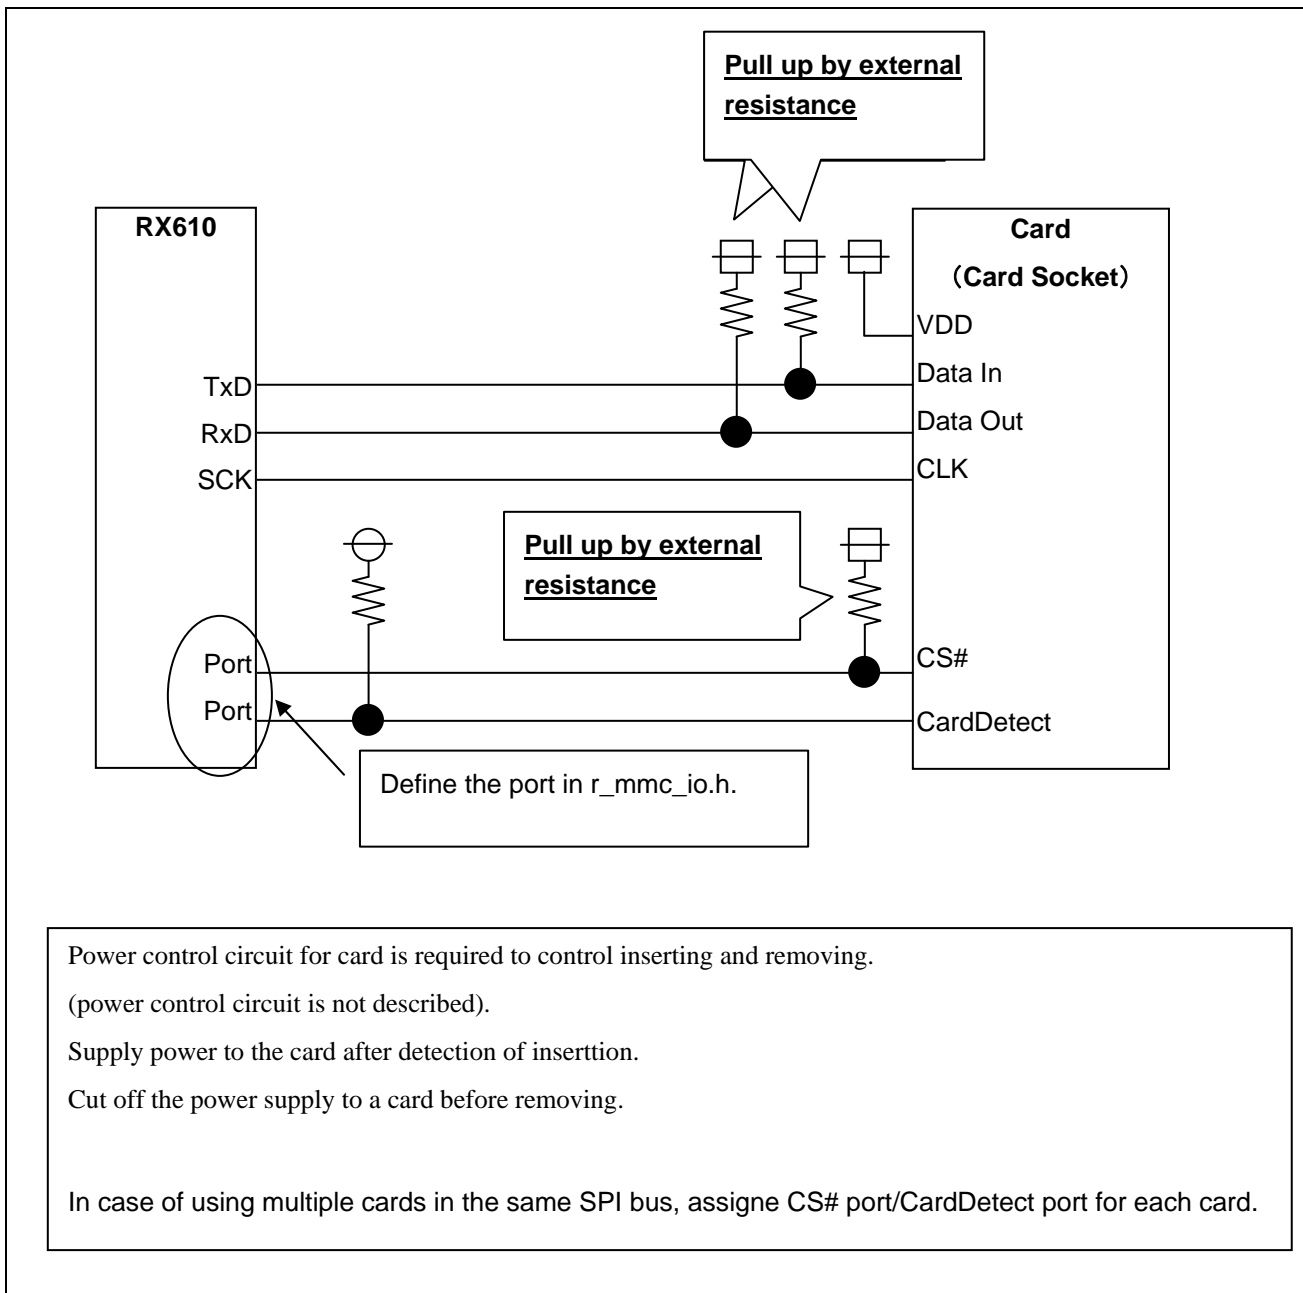 Pull up by external
resistance
RX610
Card
（Card Socket）
VDD
TxD
Data In
RxD
Data Out
SCK
CLK
Pull up by external
resistance
Port
CS#
Port
CardDetect
Define the port in r_mmc_io.h.
Power control circuit for card is required to control inserting and removing.
(power control circuit is not described).
Supply power to the card after detection of inserttion.
Cut off the power supply to a card before removing.
In case of using multiple cards in the same SPI bus, assigne CS# port/CardDetect port for each card.